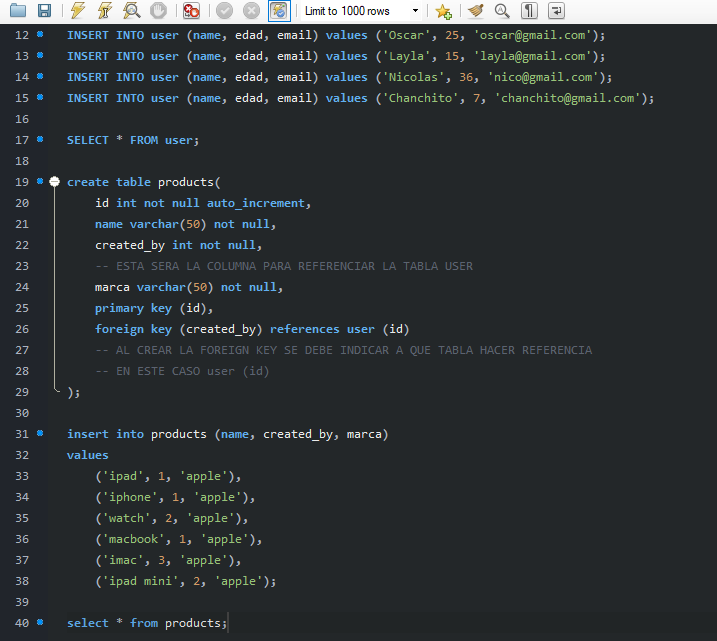 Limit to 1000 rows
12 INSERT INTO user (name, edad, email) values ('Oscar', 25, 'oscar@gmail.com');
13 INSERT INTO user (name, edad, email) values ('Layla', 15, 'layla@gmail.com');
14 INSERT INTO user (name, edad, email) values ('Nicolas', 36, 'nico@gmail.com');
15 INSERT INTO user (name, edad, email) values ('Chanchito', 7, 'chanchito@gmail.com');
16
17 SELECT * FROM user;
18
19 create table products(
20     id int not null auto_increment,
21     name varchar(50) not null,
22     created_by int not null,
23     -- ESTA SERA LA COLUMNA PARA REFERENCIAR LA TABLA USER
24     marca varchar(50) not null,
25     primary key (id),
26     foreign key (created_by) references user (id)
27     -- AL CREAR LA FOREIGN KEY SE DEBE INDICAR A QUE TABLA HACER REFERENCIA
28     -- EN ESTE CASO user (id)
29 );
30
31 insert into products (name, created_by, marca)
32 values
33     ('ipad', 1, 'apple'),
34     ('iphone', 1, 'apple'),
35     ('watch', 2, 'apple'),
36     ('macbook', 1, 'apple'),
37     ('imac', 3, 'apple'),
38     ('ipad mini', 2, 'apple');
39
40 select * from products;